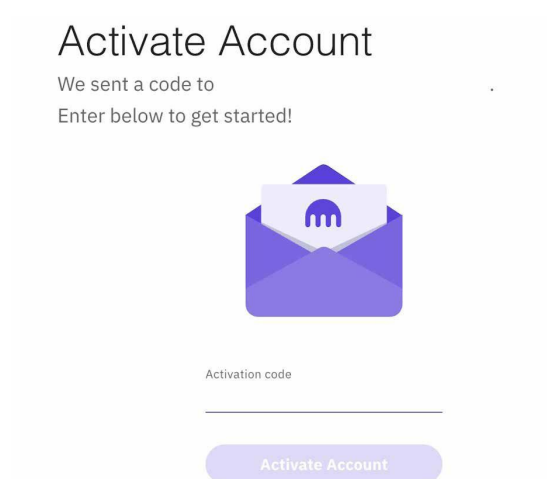 Activate Account
We sent a code to .
Enter below to get started!
Activation code
Activate Account